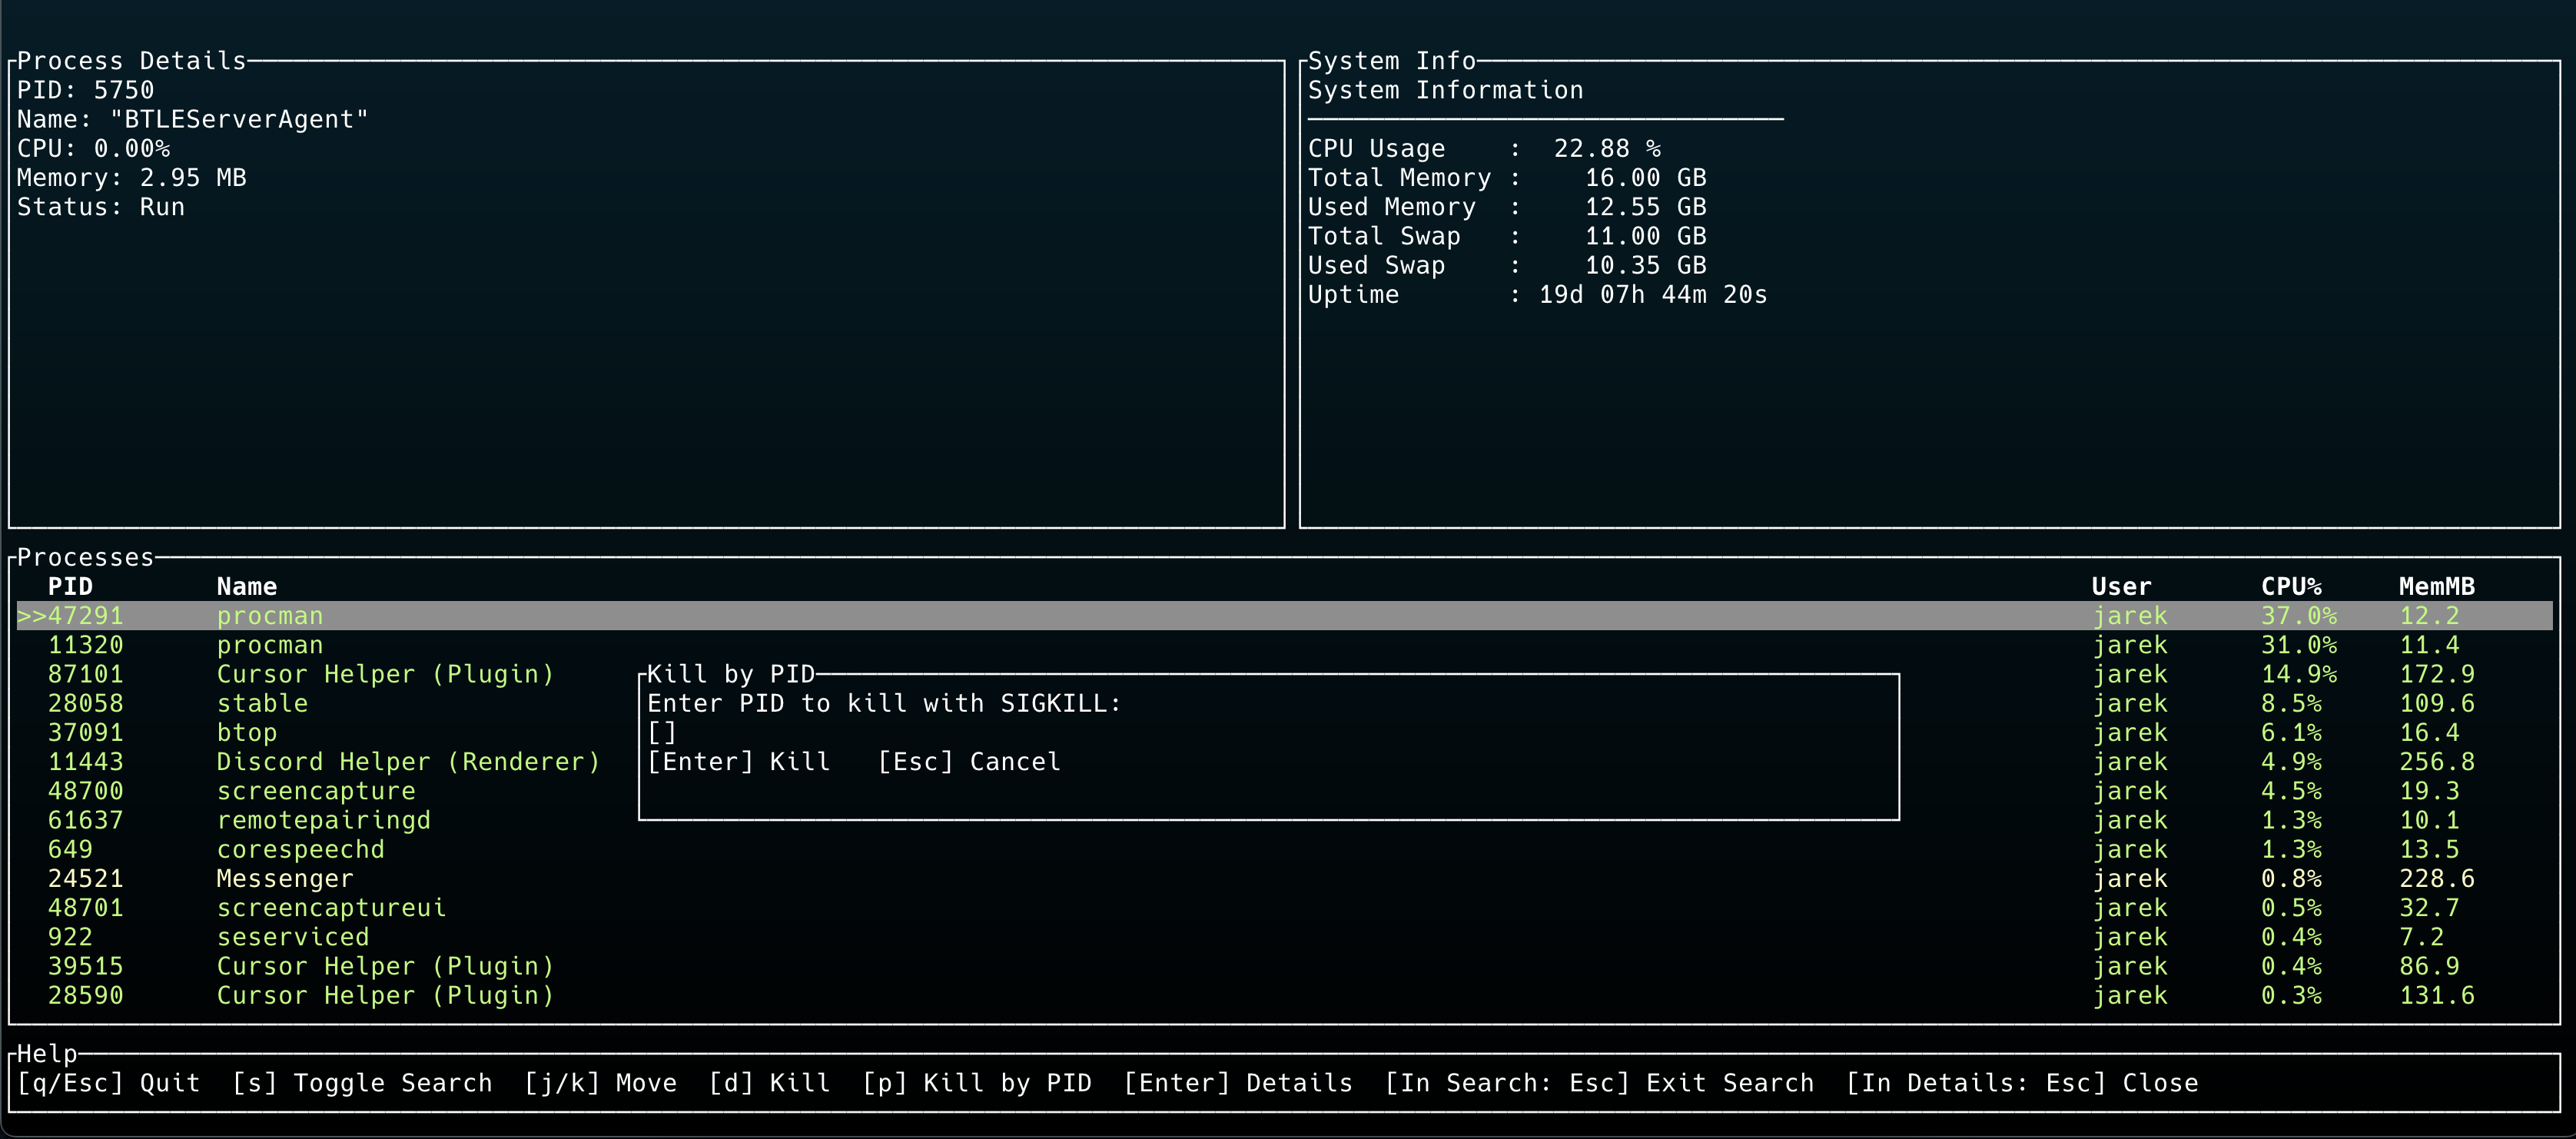 Process Details
PID: 5750
Name: "BTLEServerAgent"
CPU: 0.00%
Memory: 2.95 MB
Status: Run
System Info
System Information
CPU Usage    :  22.88 %
Total Memory :    16.00 GB
Used Memory  :    12.55 GB
Total Swap   :    11.00 GB
Used Swap    :    10.35 GB
Uptime       : 19d 07h 44m 20s
Processes
PID Name User CPU% MemMB
>>47291 procman jarek 37.0% 12.2
11320 procman jarek 31.0% 11.4
87101 Cursor Helper (Plugin) jarek 14.9% 172.9
28058 stable jarek 8.5% 109.6
37091 btop jarek 6.1% 16.4
11443 Discord Helper (Renderer) jarek 4.9% 256.8
48700 screencapture jarek 4.5% 19.3
61637 remotepairingd jarek 1.3% 10.1
649 corespeechd jarek 1.3% 13.5
24521 Messenger jarek 0.8% 228.6
48701 screencaptureui jarek 0.5% 32.7
922 seserviced jarek 0.4% 7.2
39515 Cursor Helper (Plugin) jarek 0.4% 86.9
28590 Cursor Helper (Plugin) jarek 0.3% 131.6
Kill by PID
Enter PID to kill with SIGKILL:
[]
[Enter] Kill   [Esc] Cancel
Help
[q/Esc] Quit  [s] Toggle Search  [j/k] Move  [d] Kill  [p] Kill by PID  [Enter] Details  [In Search: Esc] Exit Search  [In Details: Esc] Close